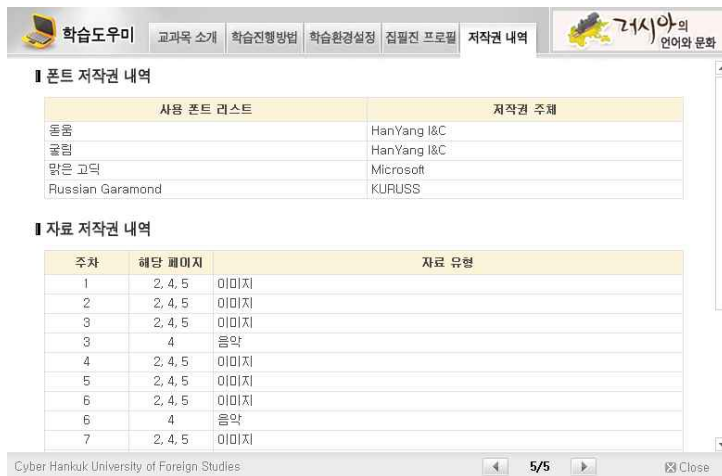 학습도우미 교과목 소개 학습진행방법 학습환경설정 집필진 프로필 저작권 내역 러시아의
언어와 문화
폰트 저작권 내역
사용 폰트 리스트 저작권 주체
돋움 HanYang I&C
굴림 HanYang I&C
맑은 고딕 Microsoft
Russian Garamond KURUSS
자료 저작권 내역
주차 해당 페이지 자료 유형
1 2, 4, 5 이미지
2 2, 4, 5 이미지
3 2, 4, 5 이미지
3 4 음악
4 2, 4, 5 이미지
5 2, 4, 5 이미지
6 2, 4, 5 이미지
6 4 음악
7 2, 4, 5 이미지
Cyber Hankuk University of Foreign Studies 5/5 Close